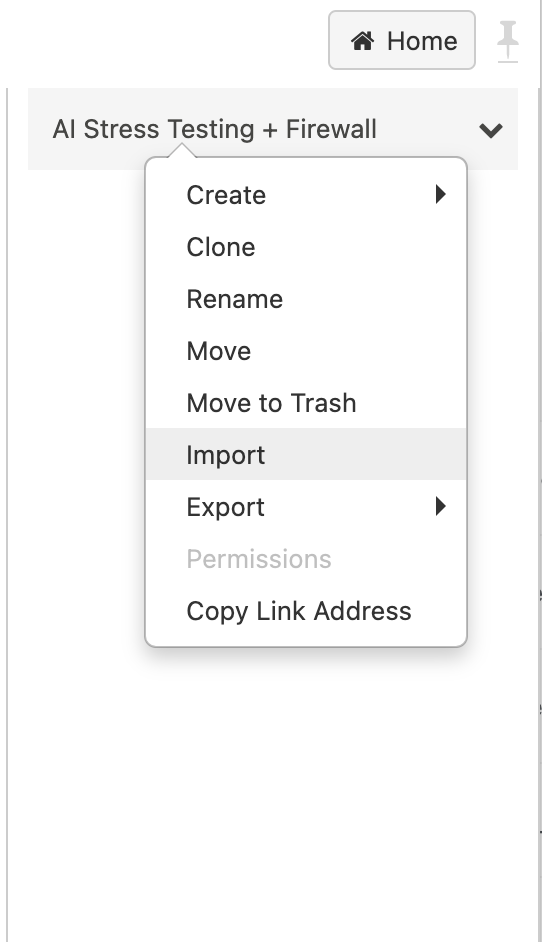 Home
AI Stress Testing + Firewall
Create
Clone
Rename
Move
Move to Trash
Import
Export
Permissions
Copy Link Address